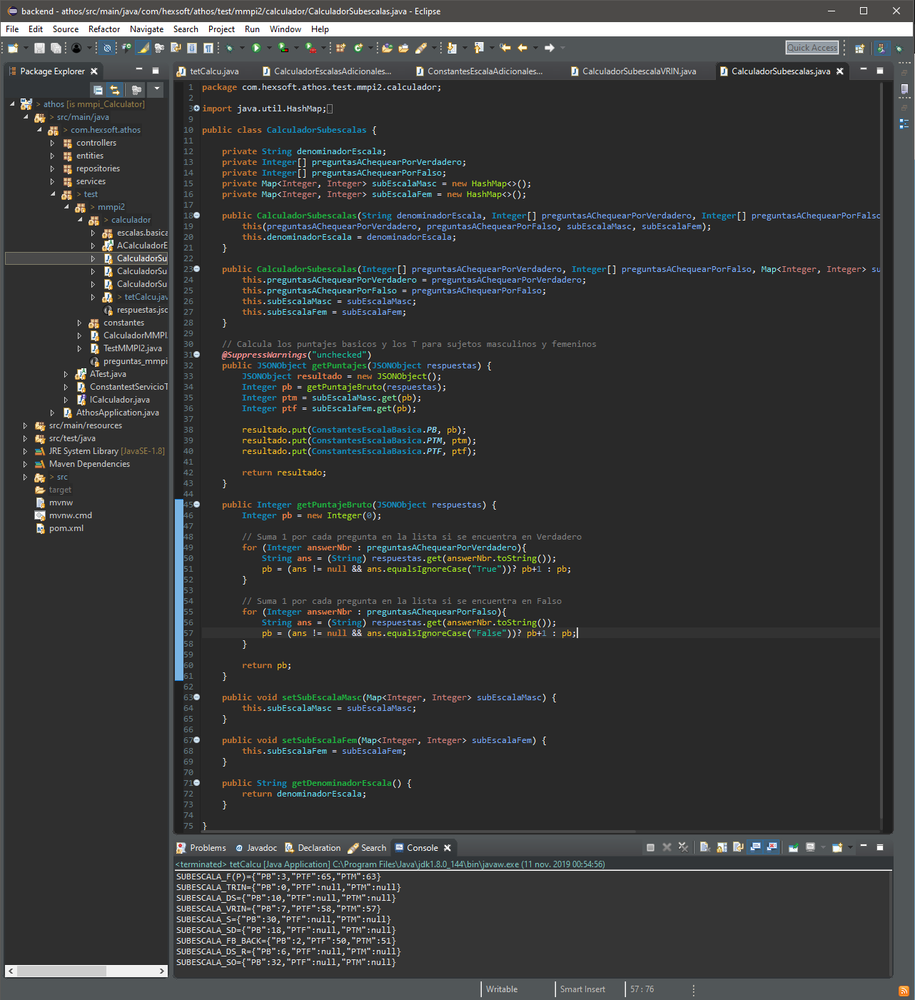 backend - athos/src/main/java/com/hexsoft/athos/test/mmpi2/calculador/CalculadorSubescalas.java - Eclipse
File Edit Source Refactor Navigate Search Project Run Window Help
Quick Access
Package Explorer
> athos [is mmpi_Calculator]
> src/main/java
> com.hexsoft.athos
controllers
entities
repositories
services
> test
> mmpi2
> calculador
escalas.basica
ACalculadorE
CalculadorSu
CalculadorSu
CalculadorSu
> tetCalcu.jav
respuestas.jsc
constantes
CalculadorMMPI.
TestMMPI2.java
preguntas_mmpi
ATest.java
ConstantestServicioT
ICalculador.java
AthosApplication.java
src/main/resources
src/test/java
JRE System Library [JavaSE-1.8]
Maven Dependencies
> src
target
mvnw
mvnw.cmd
pom.xml
tetCalcu.java CalculadorEscalasAdicionales... ConstantesEscalaAdicionales... CalculadorSubescalaVRIN.java CalculadorSubescalas.java
1 package com.hexsoft.athos.test.mmpi2.calculador;
2
3 import java.util.HashMap;
9
10 public class CalculadorSubescalas {
11
12 private String denominadorEscala;
13 private Integer[] preguntasAChequearPorVerdadero;
14 private Integer[] preguntasAChequearPorFalso;
15 private Map<Integer, Integer> subEscalaMasc = new HashMap<>();
16 private Map<Integer, Integer> subEscalaFem = new HashMap<>();
17
18 public CalculadorSubescalas(String denominadorEscala, Integer[] preguntasAChequearPorVerdadero, Integer[] preguntasAChequearPorFalso
19 this(preguntasAChequearPorVerdadero, preguntasAChequearPorFalso, subEscalaMasc, subEscalaFem);
20 this.denominadorEscala = denominadorEscala;
21 }
22
23 public CalculadorSubescalas(Integer[] preguntasAChequearPorVerdadero, Integer[] preguntasAChequearPorFalso, Map<Integer, Integer> su
24 this.preguntasAChequearPorVerdadero = preguntasAChequearPorVerdadero;
25 this.preguntasAChequearPorFalso = preguntasAChequearPorFalso;
26 this.subEscalaMasc = subEscalaMasc;
27 this.subEscalaFem = subEscalaFem;
28 }
29
30 // Calcula los puntajes basicos y los T para sujetos masculinos y femeninos
31 @SuppressWarnings("unchecked")
32 public JSONObject getPuntajes(JSONObject respuestas) {
33 JSONObject resultado = new JSONObject();
34 Integer pb = getPuntajeBruto(respuestas);
35 Integer ptm = subEscalaMasc.get(pb);
36 Integer ptf = subEscalaFem.get(pb);
37
38 resultado.put(ConstantesEscalaBasica.PB, pb);
39 resultado.put(ConstantesEscalaBasica.PTM, ptm);
40 resultado.put(ConstantesEscalaBasica.PTF, ptf);
41
42 return resultado;
43 }
44
45 public Integer getPuntajeBruto(JSONObject respuestas) {
46 Integer pb = new Integer(0);
47
48 // Suma 1 por cada pregunta en la lista si se encuentra en Verdadero
49 for (Integer answerNbr : preguntasAChequearPorVerdadero){
50 String ans = (String) respuestas.get(answerNbr.toString());
51 pb = (ans != null && ans.equalsIgnoreCase("True"))? pb+1 : pb;
52 }
53
54 // Suma 1 por cada pregunta en la lista si se encuentra en Falso
55 for (Integer answerNbr : preguntasAChequearPorFalso){
56 String ans = (String) respuestas.get(answerNbr.toString());
57 pb = (ans != null && ans.equalsIgnoreCase("False"))? pb+1 : pb;
58 }
59
60 return pb;
61 }
62
63 public void setSubEscalaMasc(Map<Integer, Integer> subEscalaMasc) {
64 this.subEscalaMasc = subEscalaMasc;
65 }
66
67 public void setSubEscalaFem(Map<Integer, Integer> subEscalaFem) {
68 this.subEscalaFem = subEscalaFem;
69 }
70
71 public String getDenominadorEscala() {
72 return denominadorEscala;
73 }
74
75 }
Problems Javadoc Declaration Search Console
<terminated> tetCalcu [Java Application] C:\Program Files\Java\jdk1.8.0_144\bin\javaw.exe (11 nov. 2019 00:54:56)
SUBESCALA_F(P)={"PB":3,"PTF":65,"PTM":63}
SUBESCALA_TRIN={"PB":0,"PTF":null,"PTM":null}
SUBESCALA_DS={"PB":10,"PTF":null,"PTM":null}
SUBESCALA_VRIN={"PB":7,"PTF":58,"PTM":57}
SUBESCALA_S={"PB":30,"PTF":null,"PTM":null}
SUBESCALA_SD={"PB":18,"PTF":null,"PTM":null}
SUBESCALA_FB_BACK={"PB":2,"PTF":50,"PTM":51}
SUBESCALA_DS_R={"PB":6,"PTF":null,"PTM":null}
SUBESCALA_SO={"PB":32,"PTF":null,"PTM":null}
Writable Smart Insert 57 : 76